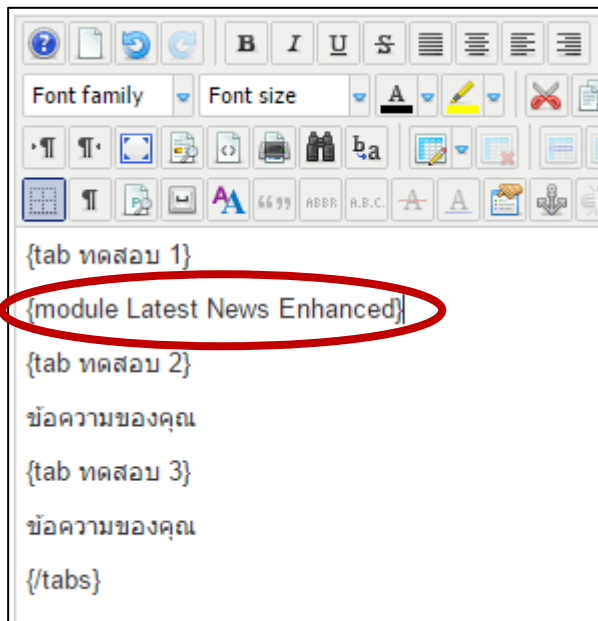 B I U S
Font family Font size A
ABBR A.B.C. A A
{tab ทดสอบ 1}
{module Latest News Enhanced}
{tab ทดสอบ 2}
ข้อความของคุณ
{tab ทดสอบ 3}
ข้อความของคุณ
{/tabs}